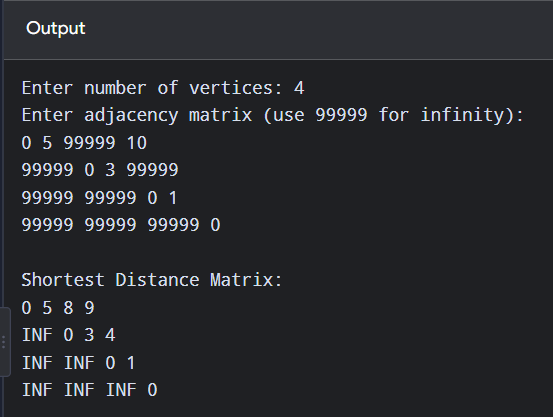 Output
Enter number of vertices: 4
Enter adjacency matrix (use 99999 for infinity):
0 5 99999 10
99999 0 3 99999
99999 99999 0 1
99999 99999 99999 0
Shortest Distance Matrix:
0 5 8 9
INF 0 3 4
INF INF 0 1
INF INF INF 0